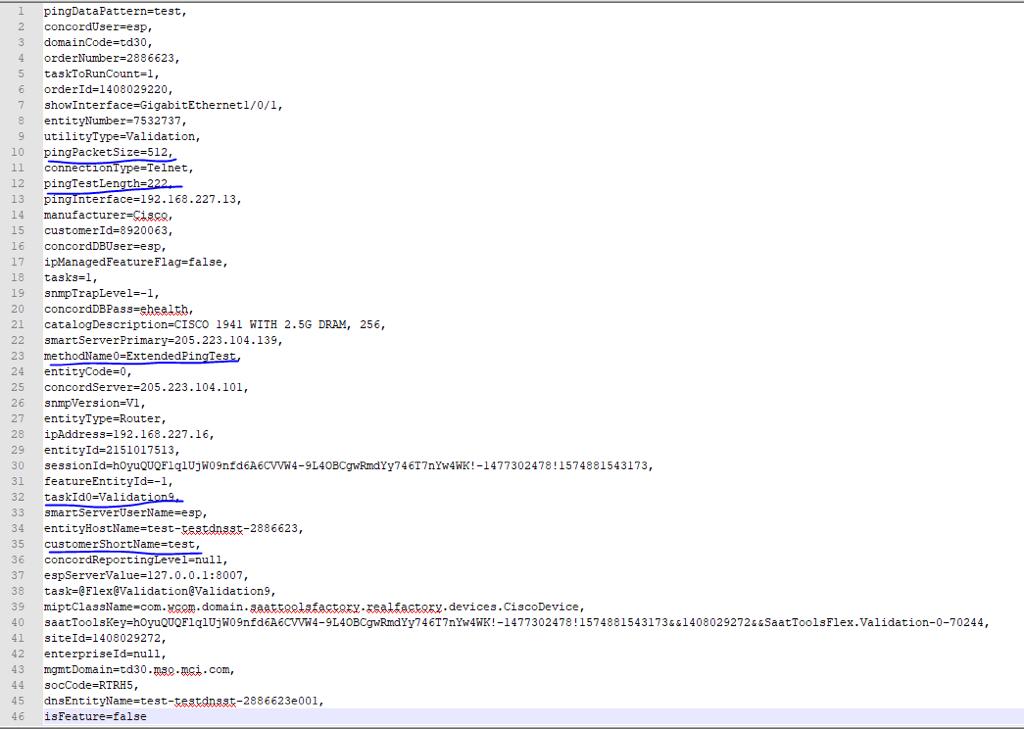 1 pingDataPattern=test,
2 concordUser=esp,
3 domainCode=td30,
4 orderNumber=2886623,
5 taskToRunCount=1,
6 orderId=1408029220,
7 showInterface=GigabitEthernet1/0/1,
8 entityNumber=7532737,
9 utilityType=Validation,
10 pingPacketSize=512,
11 connectionType=Telnet,
12 pingTestLength=222,
13 pingInterface=192.168.227.13,
14 manufacturer=Cisco,
15 customerId=8920063,
16 concordDBUser=esp,
17 ipManagedFeatureFlag=false,
18 tasks=1,
19 snmpTrapLevel=-1,
20 concordDBPass=ehealth,
21 catalogDescription=CISCO 1941 WITH 2.5G DRAM, 256,
22 smartServerPrimary=205.223.104.139,
23 methodName0=ExtendedPingTest,
24 entityCode=0,
25 concordServer=205.223.104.101,
26 snmpVersion=V1,
27 entityType=Router,
28 ipAddress=192.168.227.16,
29 entityId=2151017513,
30 sessionId=hOyuQUQFlqlUjW09nfd6A6CVVW4-9L4OBCgwRmdYy746T7nYw4WK!-1477302478!1574881543173,
31 featureEntityId=-1,
32 taskId0=Validation9,
33 smartServerUserName=esp,
34 entityHostName=test-testdnsst-2886623,
35 customerShortName=test,
36 concordReportingLevel=null,
37 espServerValue=127.0.0.1:8007,
38 task=@Flex@Validation@Validation9,
39 miptClassName=com.wcom.domain.saattoolsfactory.realfactory.devices.CiscoDevice,
40 saatToolsKey=hOyuQUQFlqlUjW09nfd6A6CVVW4-9L4OBCgwRmdYy746T7nYw4WK!-1477302478!1574881543173&&1408029272&&SaatToolsFlex.Validation-0-70244,
41 siteId=1408029272,
42 enterpriseId=null,
43 mgmtDomain=td30.mso.mci.com,
44 socCode=RTRH5,
45 dnsEntityName=test-testdnsst-2886623e001,
46 isFeature=false